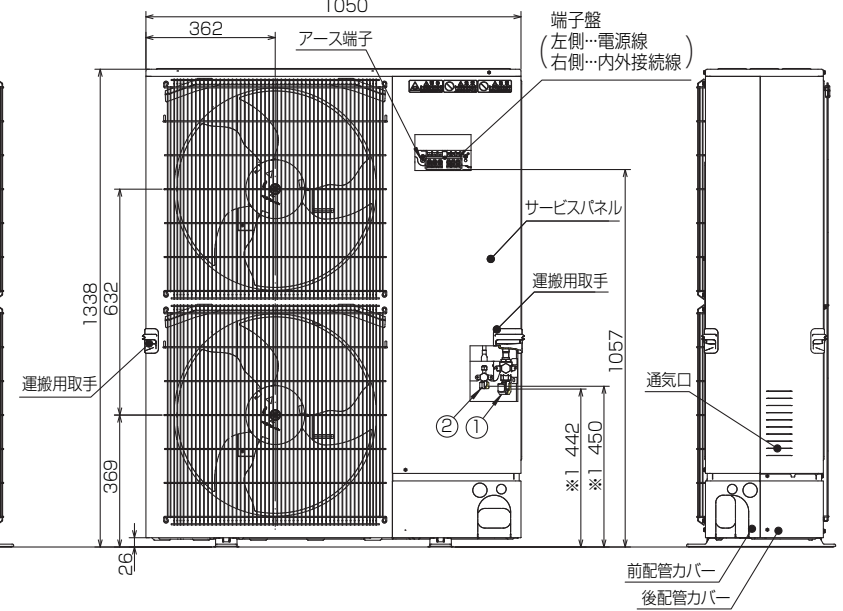 1050
362
アース端子
端子盤
左側…電源線
右側…内外接続線
サービスパネル
運搬用取手
1338
632
1057
運搬用取手
通気口
② ①
※1 442
※1 450
369
26
前配管カバー
後配管カバー